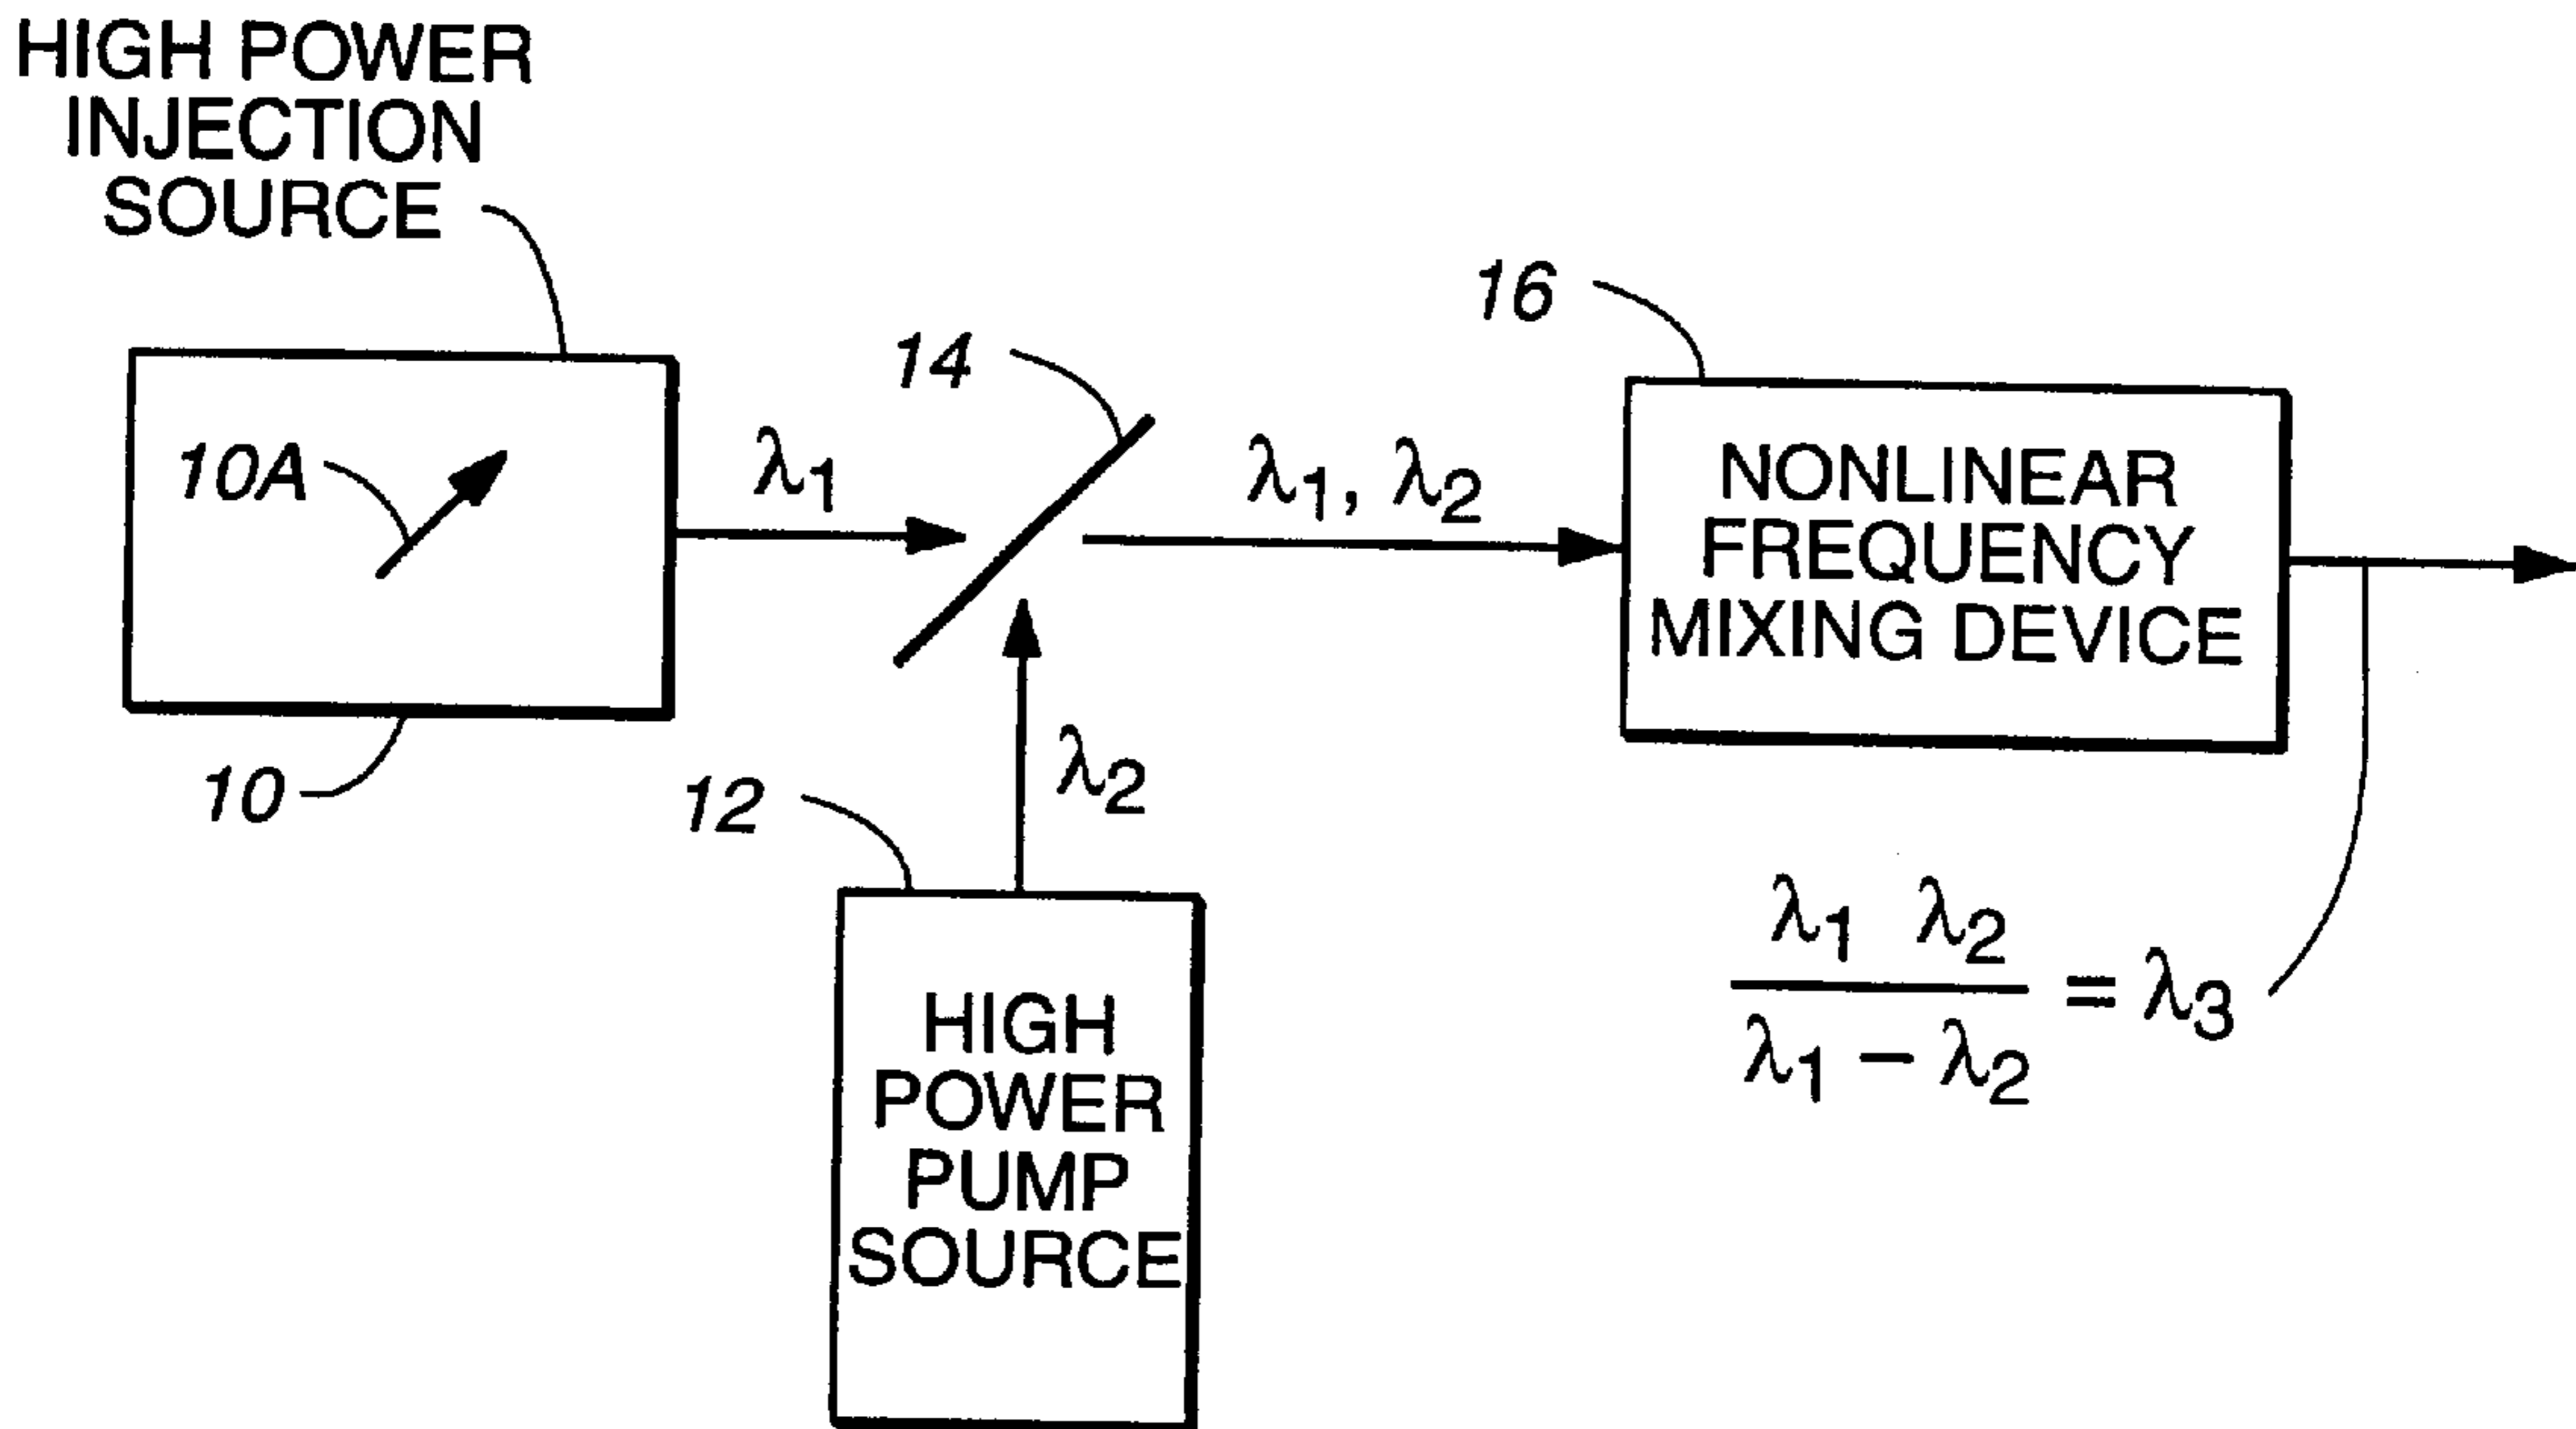 HIGH POWER
INJECTION
SOURCE
16
14
10A
λ1
λ1, λ2
NONLINEAR
FREQUENCY
MIXING DEVICE
10
12
λ2
λ1 λ2
= λ3
λ1 – λ2
HIGH
POWER
PUMP
SOURCE